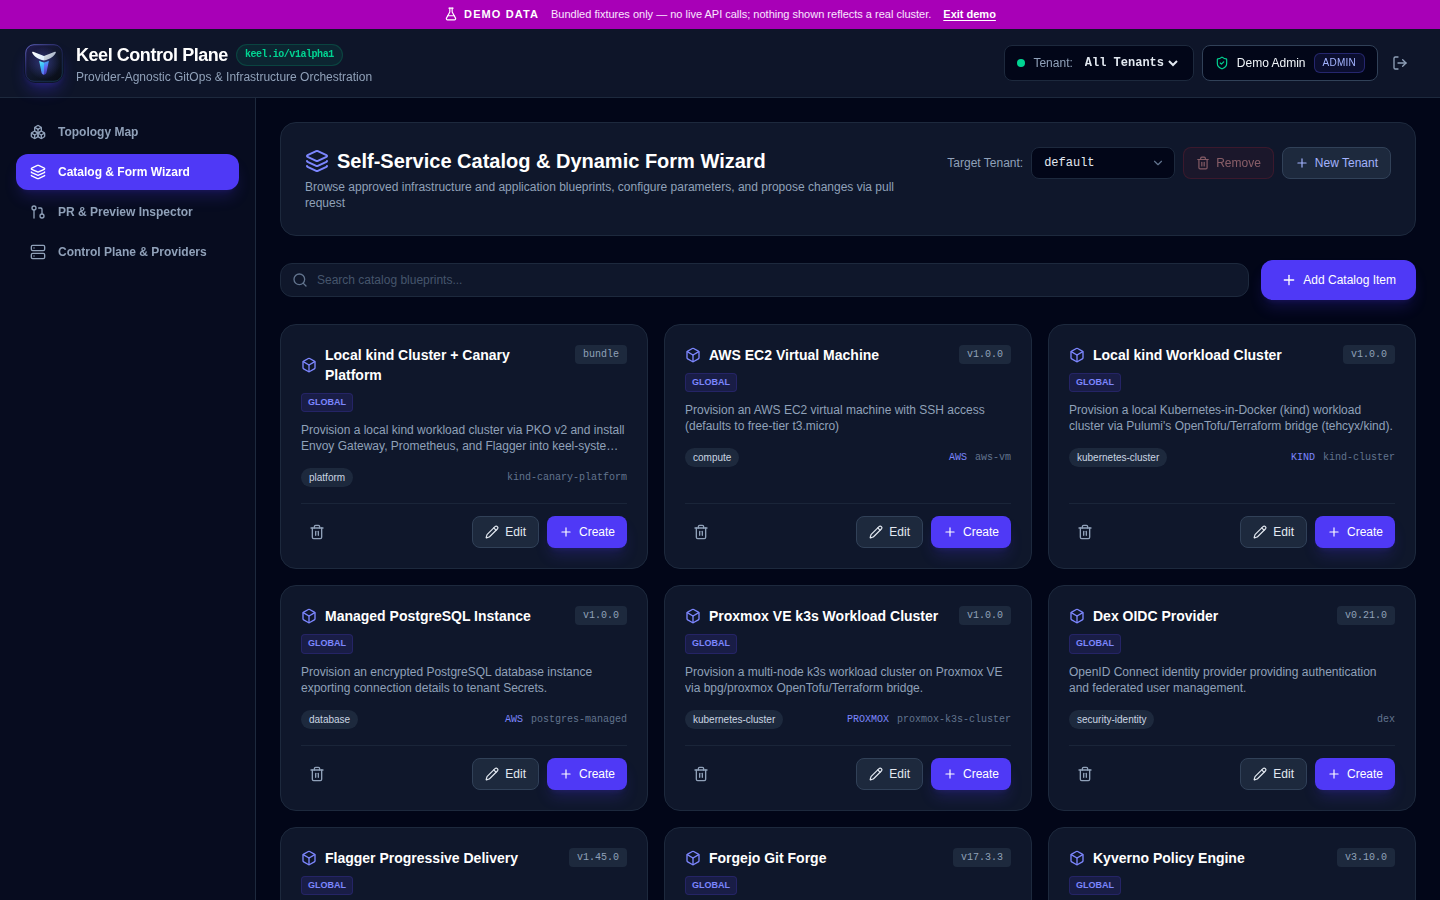 DEMO DATA Bundled fixtures only — no live API calls; nothing shown reflects a real cluster. Exit demo
Keel Control Plane keel.io/v1alpha1
Provider-Agnostic GitOps & Infrastructure Orchestration
Tenant: All Tenants
Demo Admin ADMIN
Topology Map
Catalog & Form Wizard
PR & Preview Inspector
Control Plane & Providers
Self-Service Catalog & Dynamic Form Wizard
Browse approved infrastructure and application blueprints, configure parameters, and propose changes via pull
request
Target Tenant: default Remove New Tenant
Search catalog blueprints...
Add Catalog Item
Local kind Cluster + Canary
Platform
bundle
GLOBAL
Provision a local kind workload cluster via PKO v2 and install
Envoy Gateway, Prometheus, and Flagger into keel-syste…
platform kind-canary-platform
Edit Create
AWS EC2 Virtual Machine v1.0.0
GLOBAL
Provision an AWS EC2 virtual machine with SSH access
(defaults to free-tier t3.micro)
compute AWS aws-vm
Edit Create
Local kind Workload Cluster v1.0.0
GLOBAL
Provision a local Kubernetes-in-Docker (kind) workload
cluster via Pulumi's OpenTofu/Terraform bridge (tehcyx/kind).
kubernetes-cluster KIND kind-cluster
Edit Create
Managed PostgreSQL Instance v1.0.0
GLOBAL
Provision an encrypted PostgreSQL database instance
exporting connection details to tenant Secrets.
database AWS postgres-managed
Edit Create
Proxmox VE k3s Workload Cluster v1.0.0
GLOBAL
Provision a multi-node k3s workload cluster on Proxmox VE
via bpg/proxmox OpenTofu/Terraform bridge.
kubernetes-cluster PROXMOX proxmox-k3s-cluster
Edit Create
Dex OIDC Provider v0.21.0
GLOBAL
OpenID Connect identity provider providing authentication
and federated user management.
security-identity dex
Edit Create
Flagger Progressive Delivery v1.45.0
GLOBAL
Forgejo Git Forge v17.3.3
GLOBAL
Kyverno Policy Engine v3.10.0
GLOBAL